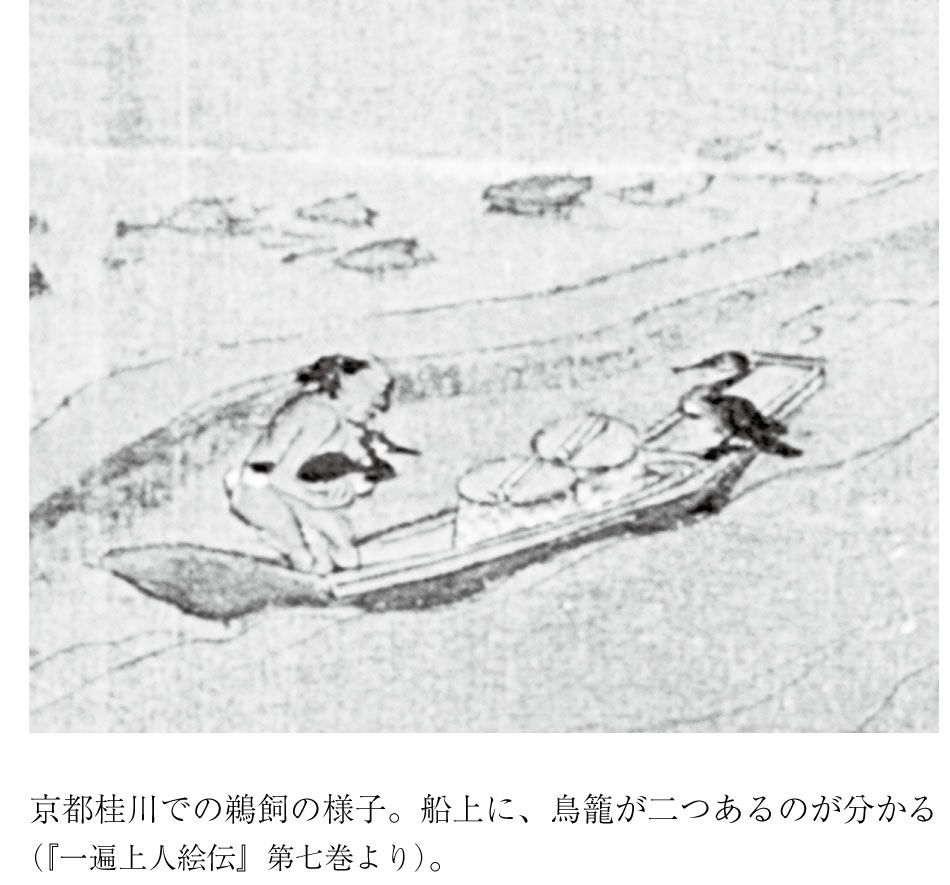 京都桂川での鵜飼の様子。船上に、鳥籠が二つあるのが分かる
（『一遍上人絵伝』第七巻より）。